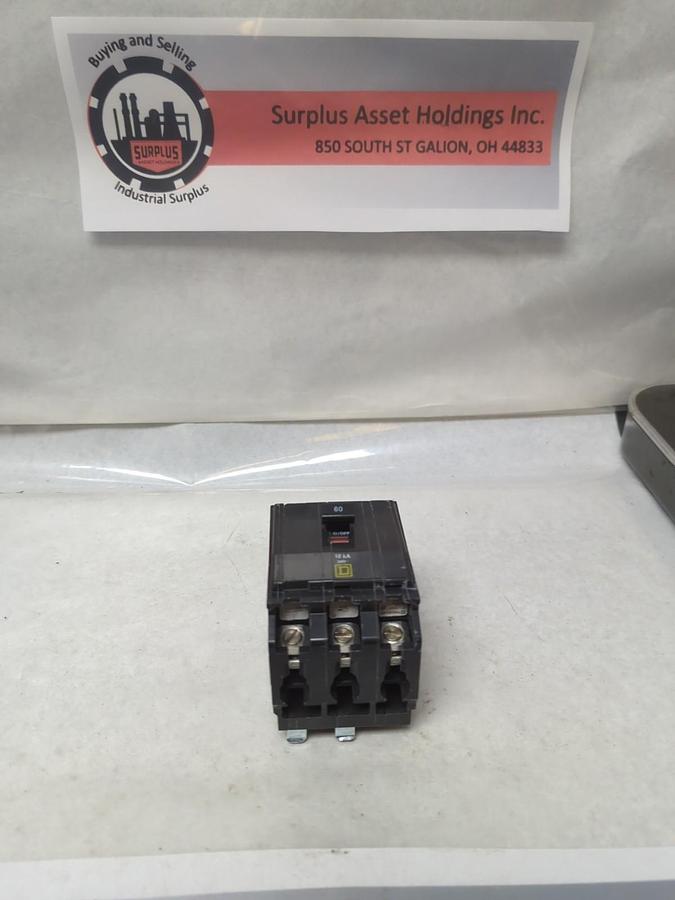 Buying and Selling
SURPLUS
Industrial Surplus
Surplus Asset Holdings Inc.
850 SOUTH ST GALION, OH 44833
60
10 kA